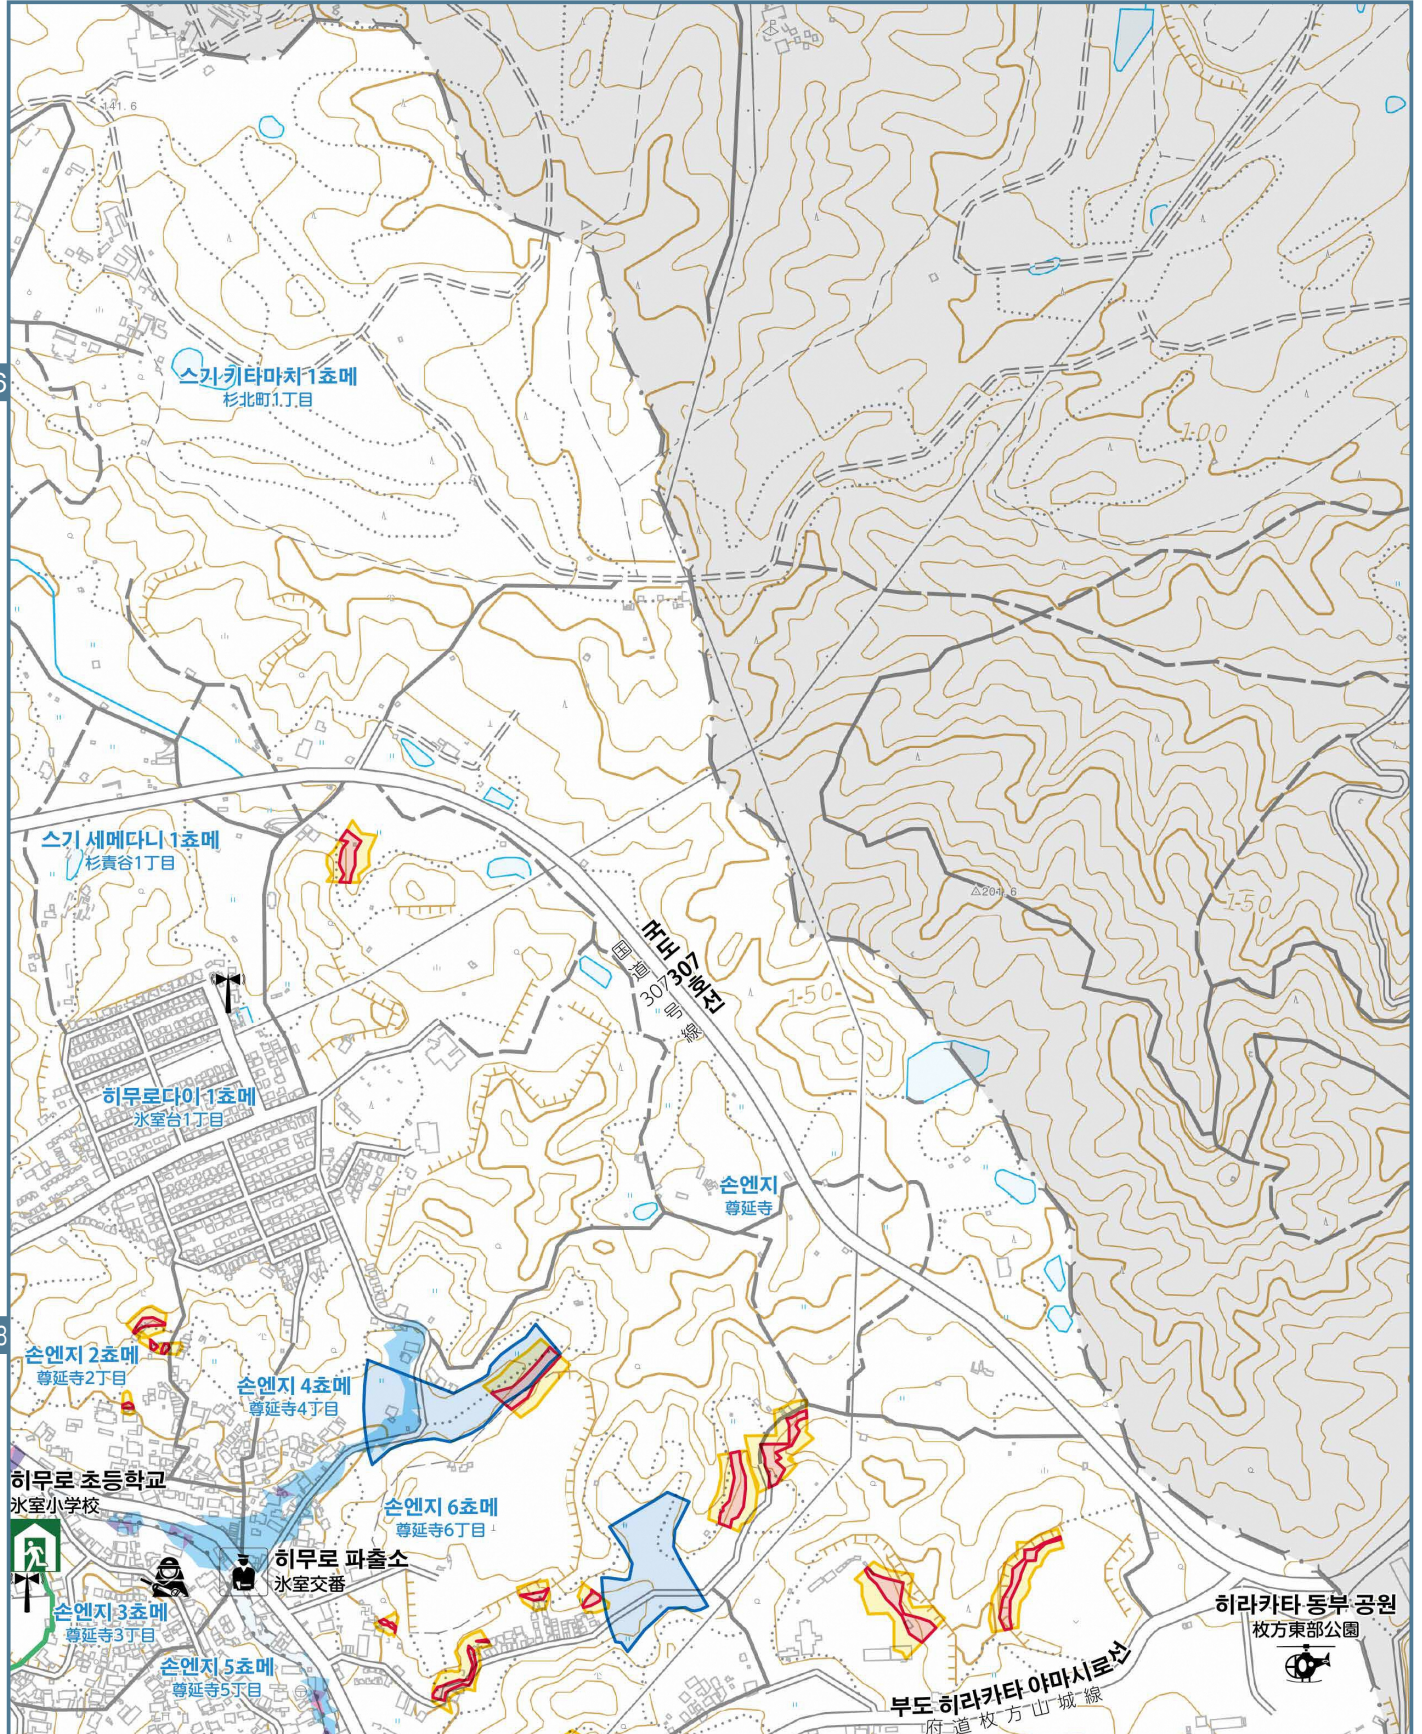 141.6
6
스기 키타마치 1쵸메
杉北町1丁目
100
스기 세메다니 1쵸메
杉責谷1丁目
201.6
150
국도 307호선
国道307号線
150
히무로다이 1쵸메
氷室台1丁目
손엔지
尊延寺
손엔지 2쵸메
尊延寺2丁目
손엔지 4쵸메
尊延寺4丁目
히무로 초등학교
氷室小学校
손엔지 6쵸메
尊延寺6丁目
히무로 파출소
氷室交番
손엔지 3쵸메
尊延寺3丁目
히라카타 동부 공원
枚方東部公園
손엔지 5쵸메
尊延寺5丁目
부도 히라카타 야마시로선
府道枚方山城線